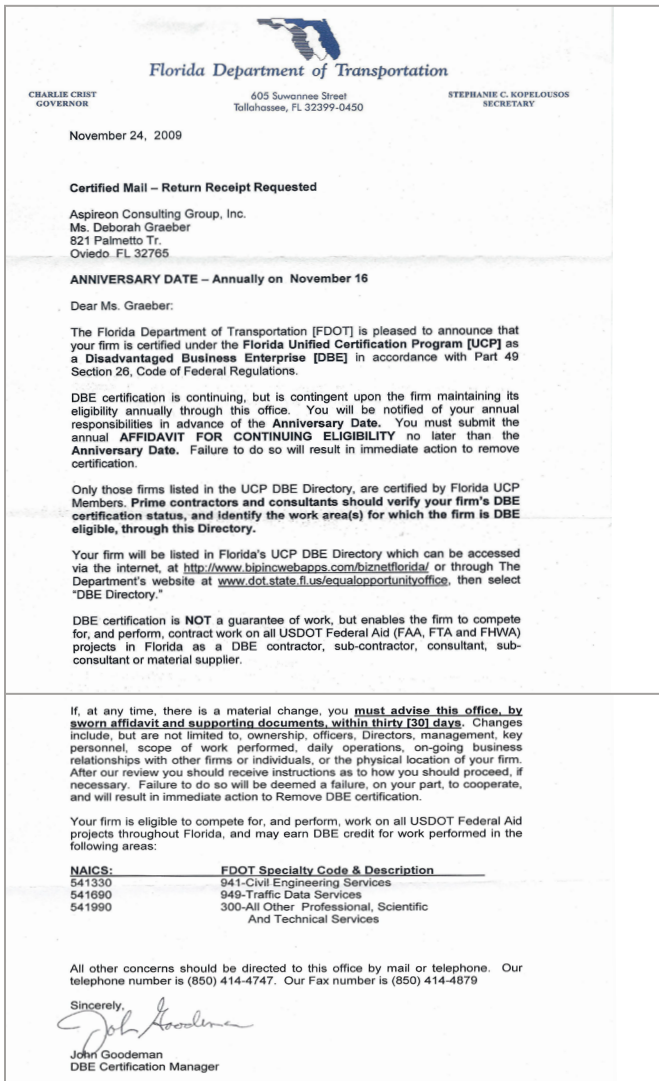 Florida Department of Transportation
CHARLIE CRIST
GOVERNOR
605 Suwannee Street
Tallahassee, FL 32399-0450
STEPHANIE C. KOPELOUSOS
SECRETARY
November 24, 2009
Certified Mail – Return Receipt Requested
Aspireon Consulting Group, Inc.
Ms. Deborah Graeber
821 Palmetto Tr.
Oviedo FL 32765
ANNIVERSARY DATE – Annually on November 16
Dear Ms. Graeber:
The Florida Department of Transportation [FDOT] is pleased to announce that
your firm is certified under the Florida Unified Certification Program [UCP] as
a Disadvantaged Business Enterprise [DBE] in accordance with Part 49
Section 26, Code of Federal Regulations.
DBE certification is continuing, but is contingent upon the firm maintaining its
eligibility annually through this office. You will be notified of your annual
responsibilities in advance of the Anniversary Date. You must submit the
annual AFFIDAVIT FOR CONTINUING ELIGIBILITY no later than the
Anniversary Date. Failure to do so will result in immediate action to remove
certification.
Only those firms listed in the UCP DBE Directory, are certified by Florida UCP
Members. Prime contractors and consultants should verify your firm's DBE
certification status, and identify the work area(s) for which the firm is DBE
eligible, through this Directory.
Your firm will be listed in Florida's UCP DBE Directory which can be accessed
via the internet, at http://www.bipincwebapps.com/biznetflorida/ or through The
Department's website at www.dot.state.fl.us/equalopportunityoffice, then select
"DBE Directory."
DBE certification is NOT a guarantee of work, but enables the firm to compete
for, and perform, contract work on all USDOT Federal Aid (FAA, FTA and FHWA)
projects in Florida as a DBE contractor, sub-contractor, consultant, sub-
consultant or material supplier.
If, at any time, there is a material change, you must advise this office, by
sworn affidavit and supporting documents, within thirty [30] days. Changes
include, but are not limited to, ownership, officers, Directors, management, key
personnel, scope of work performed, daily operations, on-going business
relationships with other firms or individuals, or the physical location of your firm.
After our review you should receive instructions as to how you should proceed, if
necessary. Failure to do so will be deemed a failure, on your part, to cooperate,
and will result in immediate action to Remove DBE certification.
Your firm is eligible to compete for, and perform, work on all USDOT Federal Aid
projects throughout Florida, and may earn DBE credit for work performed in the
following areas:
NAICS: FDOT Specialty Code & Description
541330 941-Civil Engineering Services
541690 949-Traffic Data Services
541990 300-All Other Professional, Scientific
And Technical Services
All other concerns should be directed to this office by mail or telephone. Our
telephone number is (850) 414-4747. Our Fax number is (850) 414-4879
Sincerely,
John Goodeman
John Goodeman
DBE Certification Manager